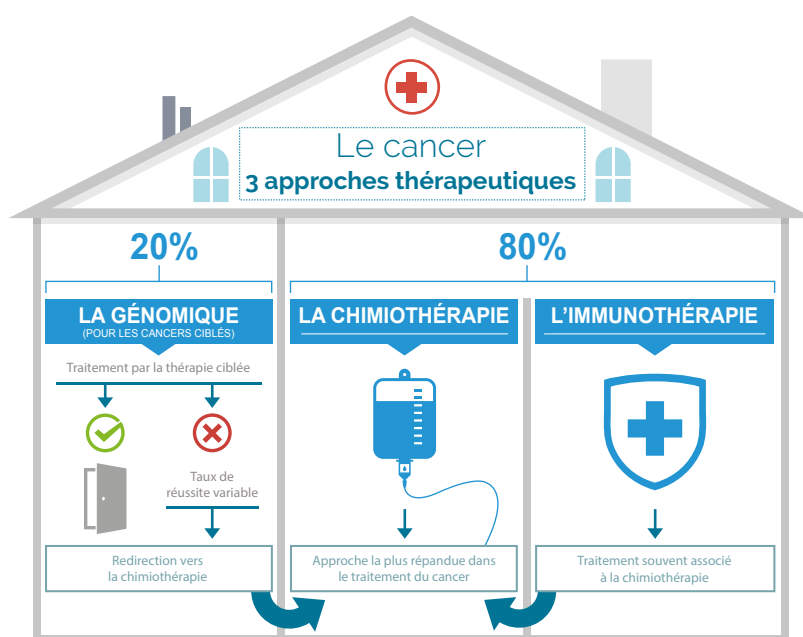 Le cancer
3 approches thérapeutiques
20%
80%
LA GÉNOMIQUE
(POUR LES CANCERS CIBLÉS)
Traitement par la thérapie ciblée
Taux de
réussite variable
Redirection vers
la chimiothérapie
LA CHIMIOTHÉRAPIE
Approche la plus répandue dans
le traitement du cancer
L'IMMUNOTHÉRAPIE
Traitement souvent associé
à la chimiothérapie